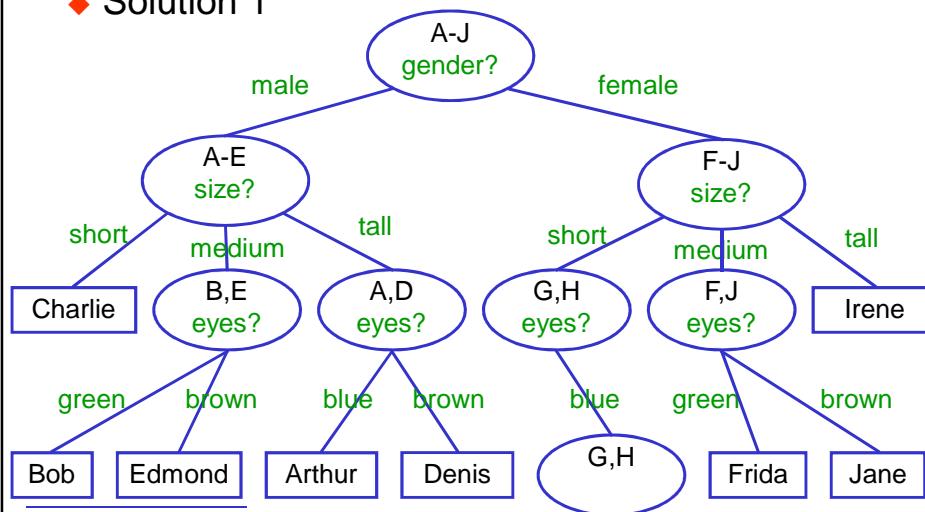 ◆ Solution 1
A-J
gender?
male
female
A-E
size?
F-J
size?
short
medium
tall
short
medium
tall
Charlie
B,E
eyes?
A,D
eyes?
G,H
eyes?
F,J
eyes?
Irene
green
brown
blue
brown
blue
green
brown
Bob
Edmond
Arthur
Denis
G,H
Frida
Jane